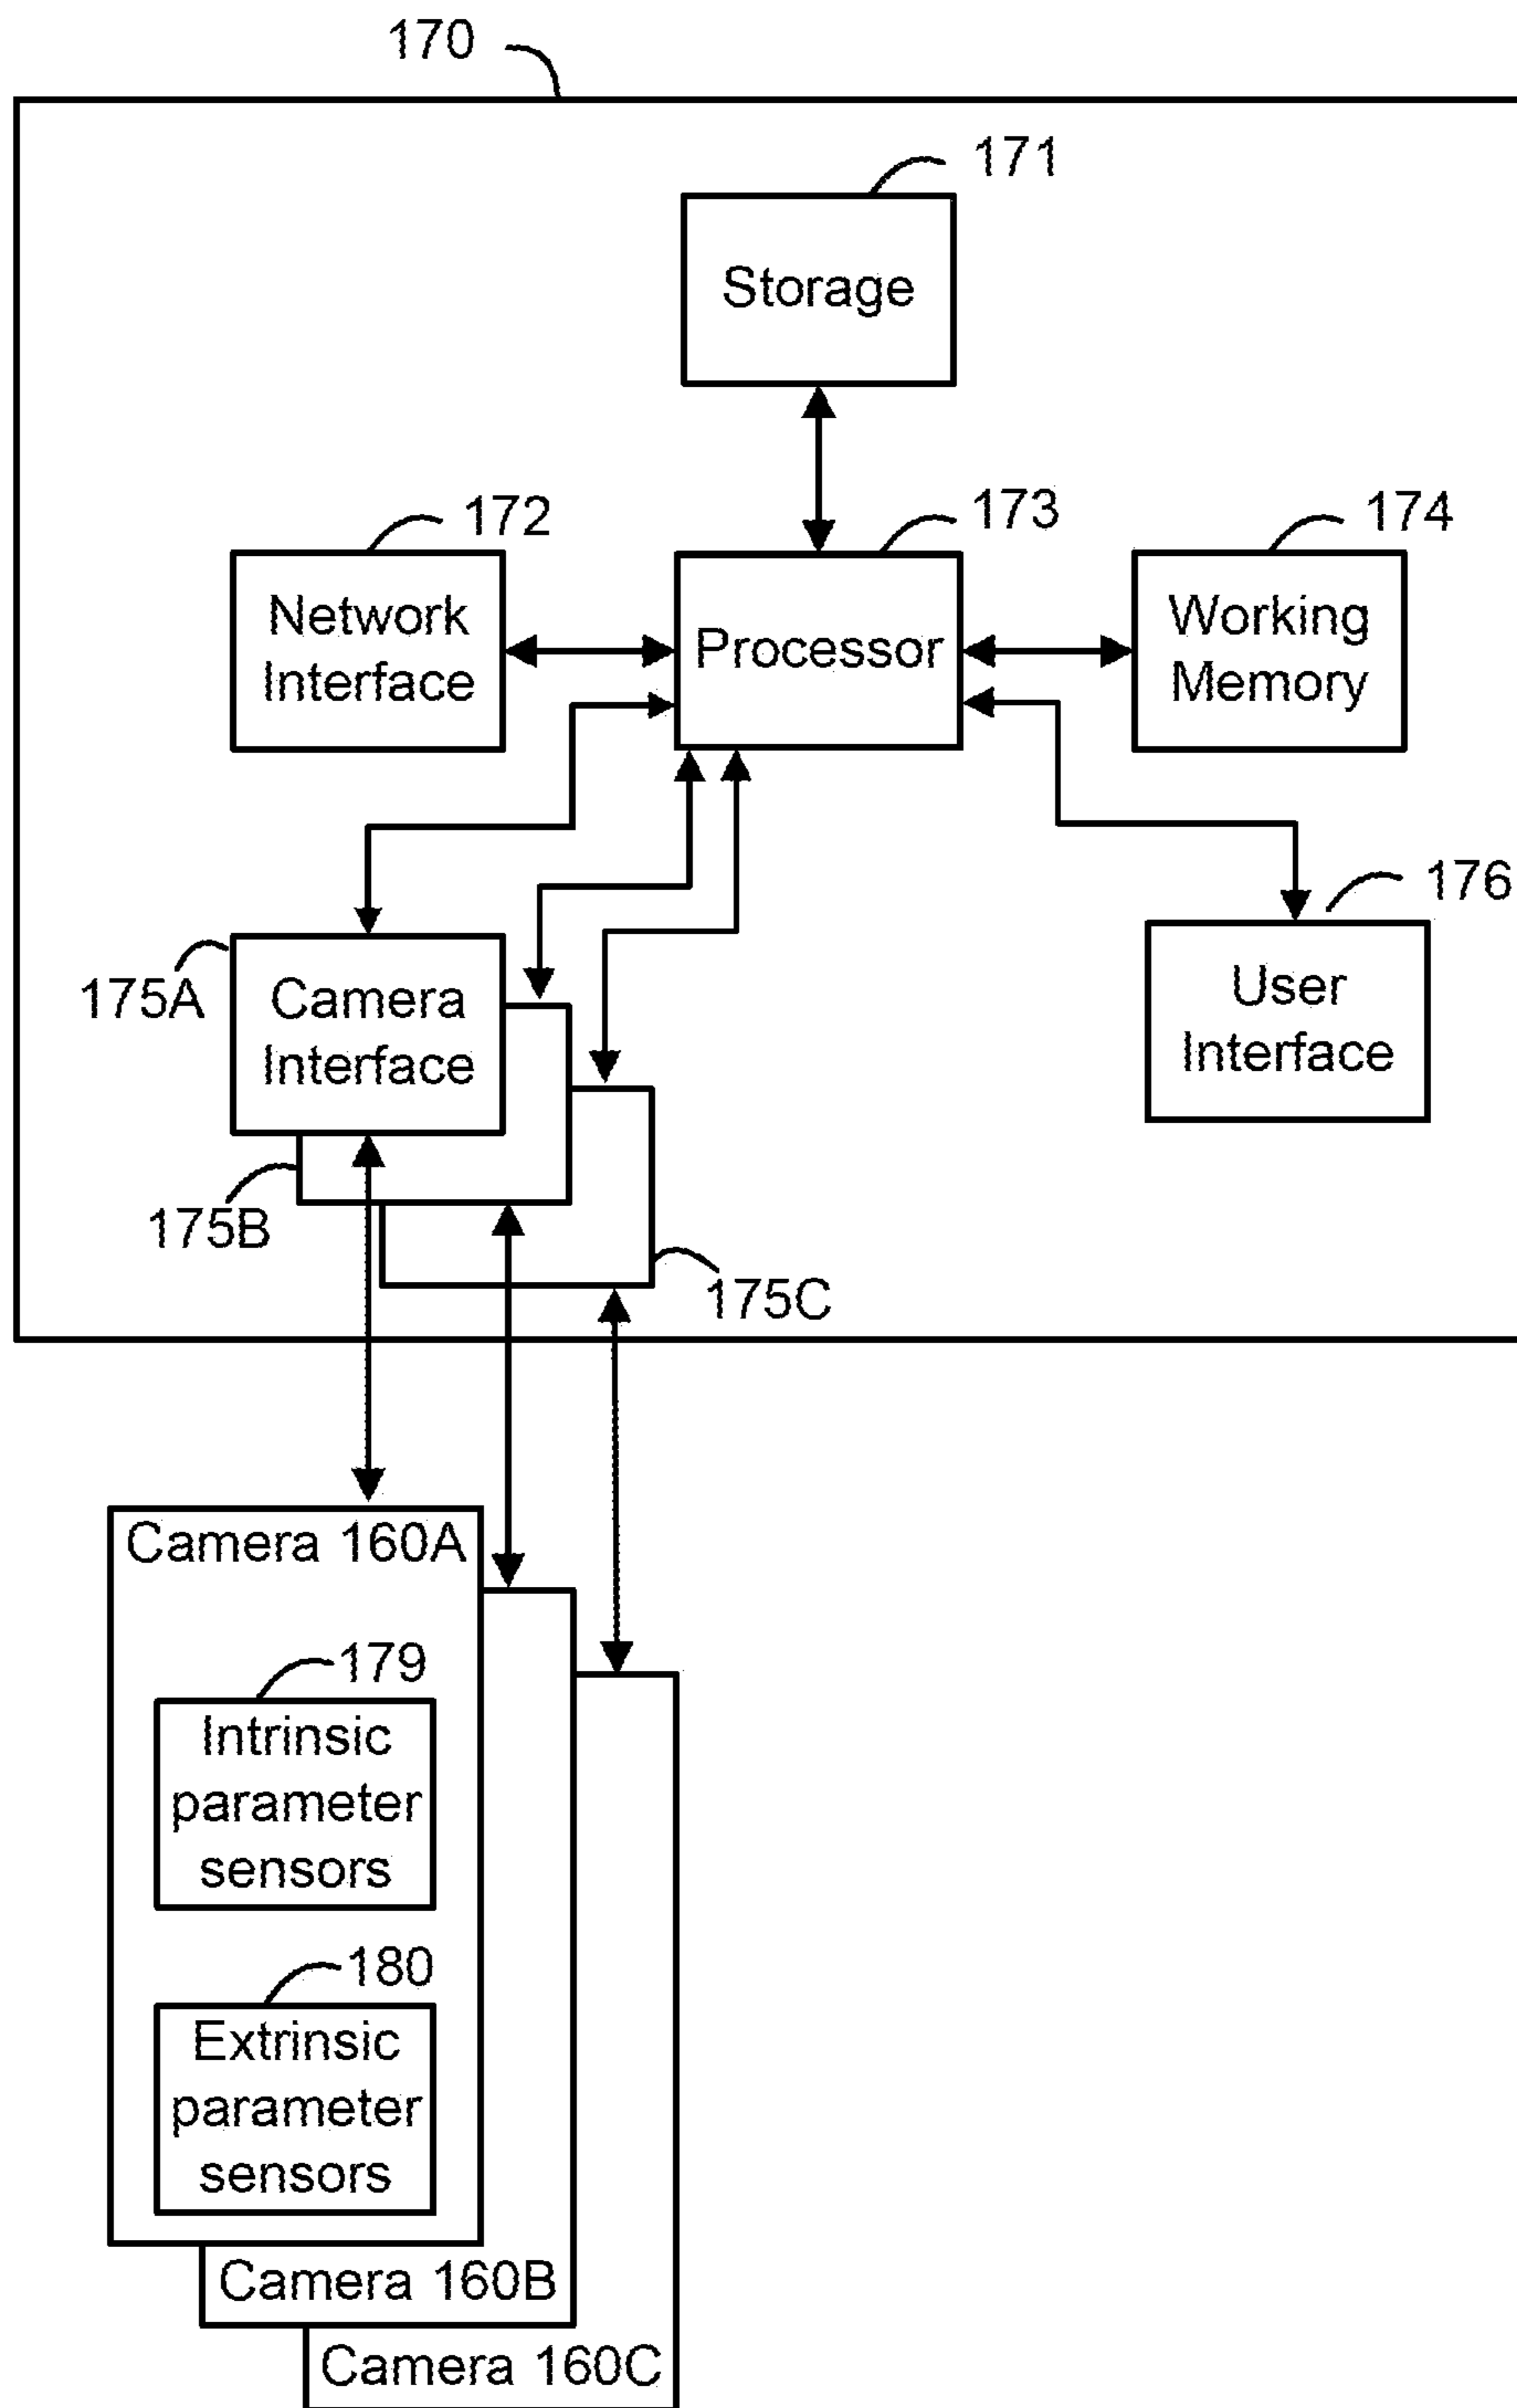 170
171
Storage
172
173
174
Network
Interface
Processor
Working
Memory
176
175A
Camera
Interface
User
Interface
175B
175C
Camera 160A
179
Intrinsic
parameter
sensors
180
Extrinsic
parameter
sensors
Camera 160B
Camera 160C